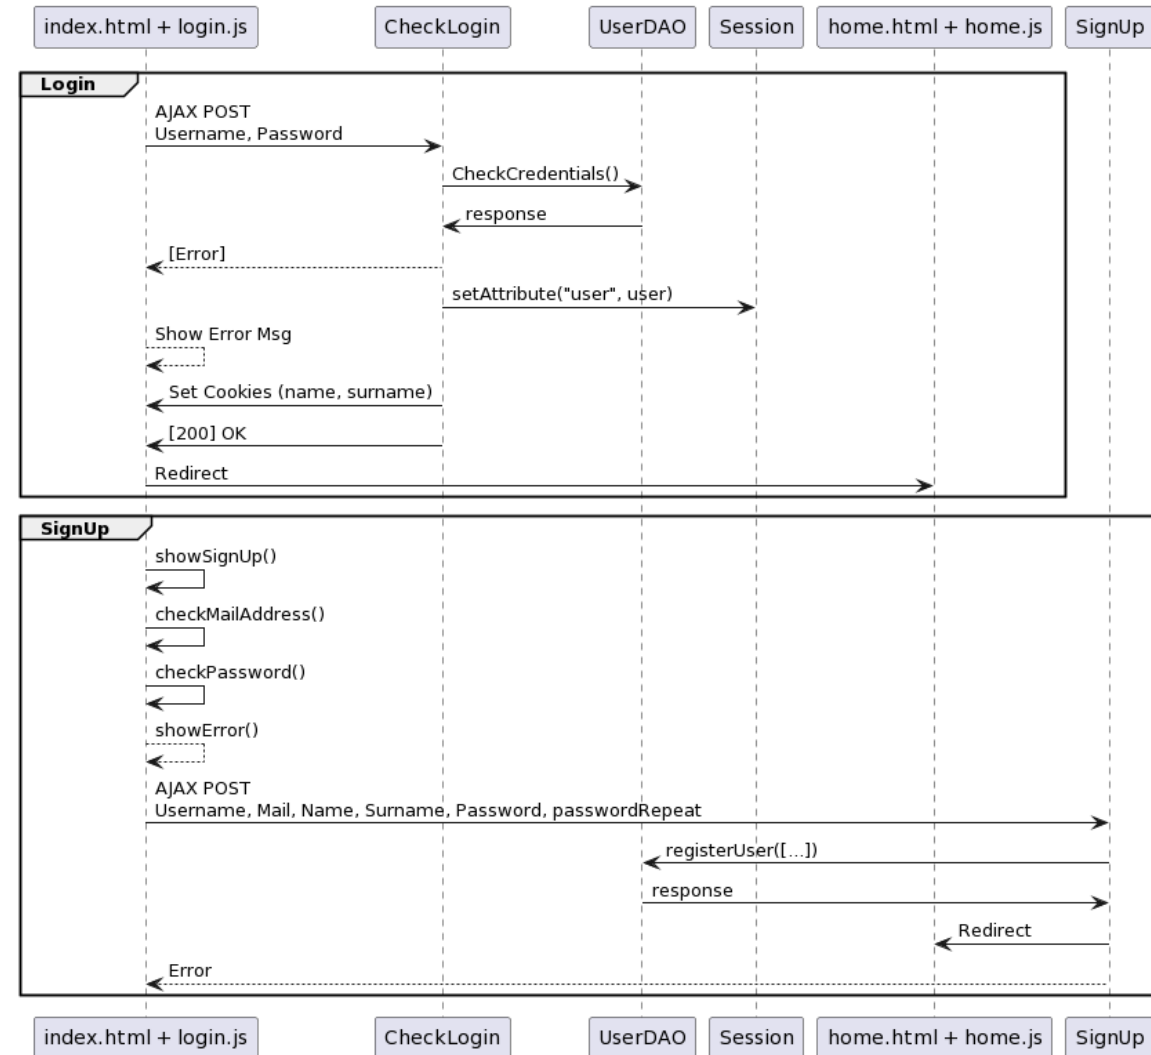 index.html + login.js
CheckLogin
UserDAO
Session
home.html + home.js
SignUp
Login
AJAX POST
Username, Password
CheckCredentials()
response
[Error]
setAttribute("user", user)
Show Error Msg
Set Cookies (name, surname)
[200] OK
Redirect
SignUp
showSignUp()
checkMailAddress()
checkPassword()
showError()
AJAX POST
Username, Mail, Name, Surname, Password, passwordRepeat
registerUser([...])
response
Redirect
Error
index.html + login.js
CheckLogin
UserDAO
Session
home.html + home.js
SignUp